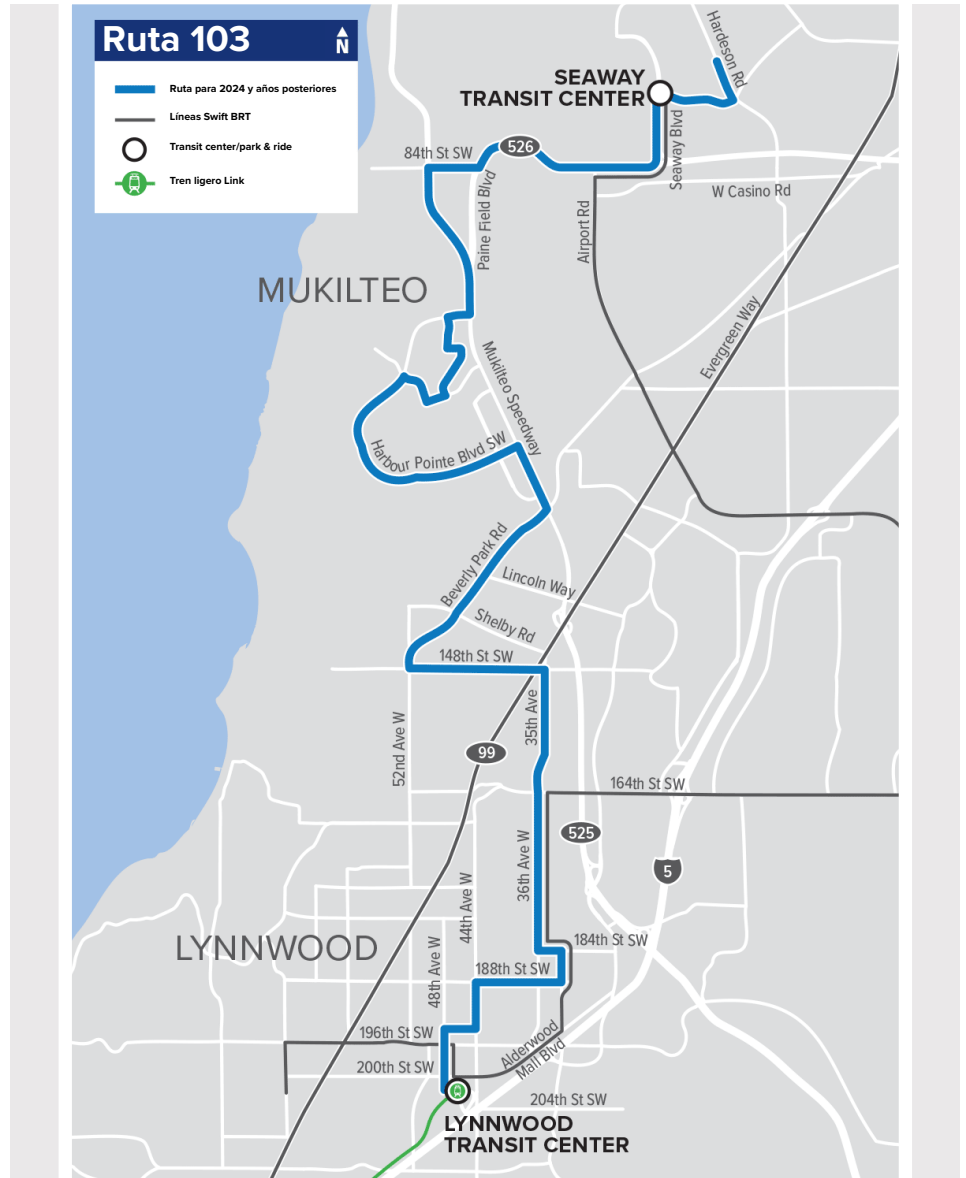 Ruta 103
N
Ruta para 2024 y años posteriores
Líneas Swift BRT
Transit center/park & ride
Tren ligero Link
Hardeson Rd
SEAWAY
TRANSIT CENTER
Seaway Blvd
526
84th St SW
W Casino Rd
Paine Field Blvd
Airport Rd
MUKILTEO
Evergreen Way
Mukilteo Speedway
Harbour Pointe Blvd SW
Beverly Park Rd
Lincoln Way
Shelby Rd
148th St SW
35th Ave
52nd Ave W
99
164th St SW
525
36th Ave W
5
44th Ave W
LYNNWOOD
184th St SW
48th Ave W
188th St SW
196th St SW
Alderwood
Mall Blvd
200th St SW
204th St SW
LYNNWOOD
TRANSIT CENTER